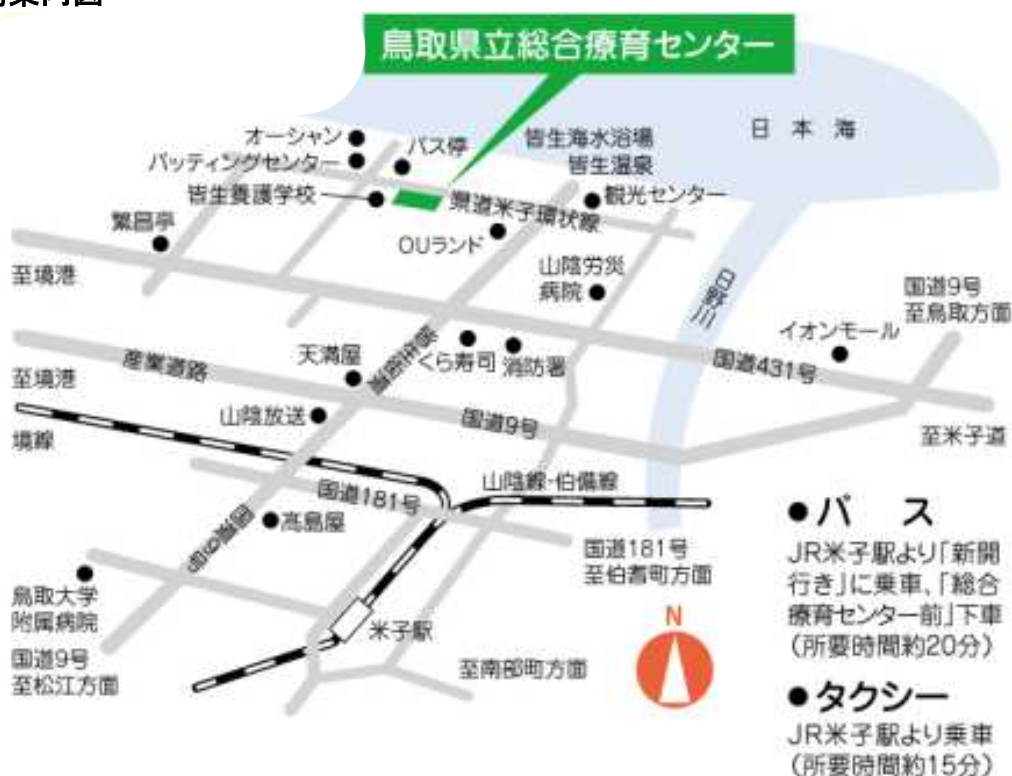 鳥取県立総合療育センター
日本海
オーシャン
バッティングセンター
バス停
皆生海水浴場
皆生温泉
皆生養護学校
観光センター
県道米子環状線
繁昌亭
OUランド
至境港
山陰労災
病院
日野川
国道9号
至鳥取方面
イオンモール
天満屋
皆生街道
くら寿司
消防署
国道431号
産業道路
至境港
山陰放送
国道9号
至米子道
境線
山陰線・伯備線
国道181号
髙島屋
国道9号
国道181号
至伯耆町方面
鳥取大学
附属病院
米子駅
国道9号
至松江方面
至南部町方面
N
●バス
JR米子駅より「新開
行き」に乗車、「総合
療育センター前」下車
(所要時間約20分)
●タクシー
JR米子駅より乗車
(所要時間約15分)